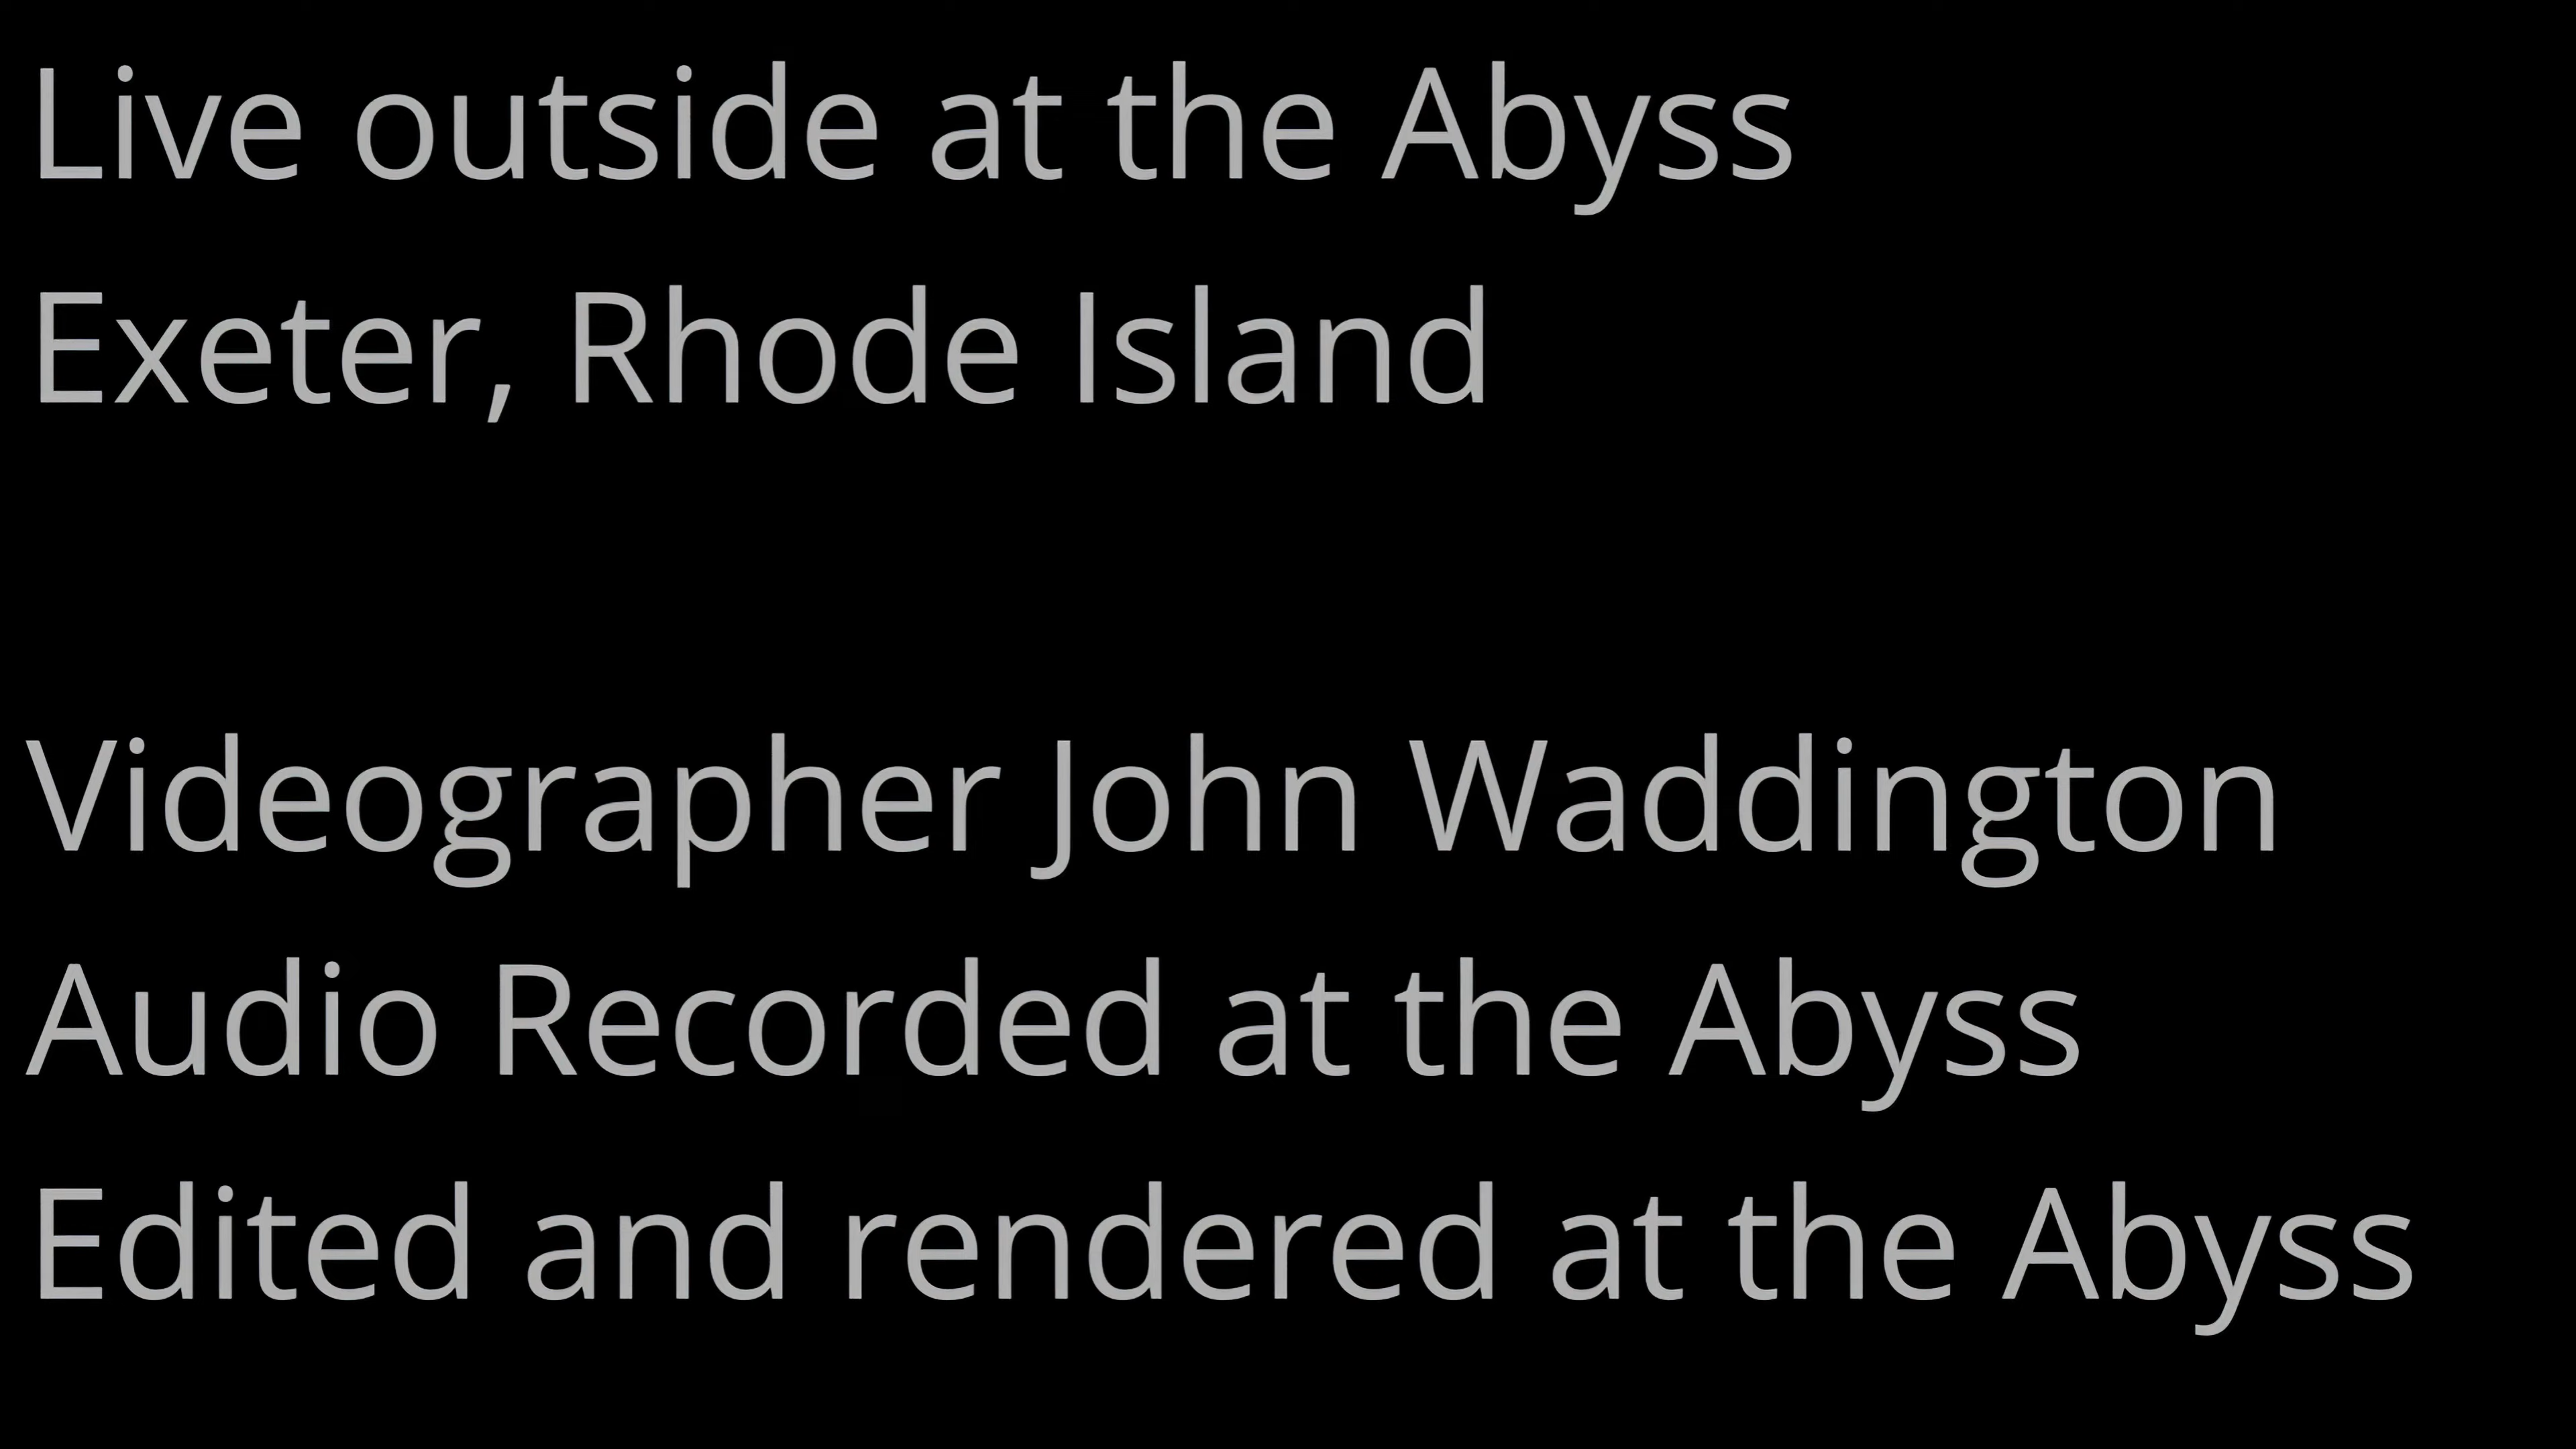 Live outside at the Abyss
Exeter, Rhode Island
Videographer John Waddington
Audio Recorded at the Abyss
Edited and rendered at the Abyss